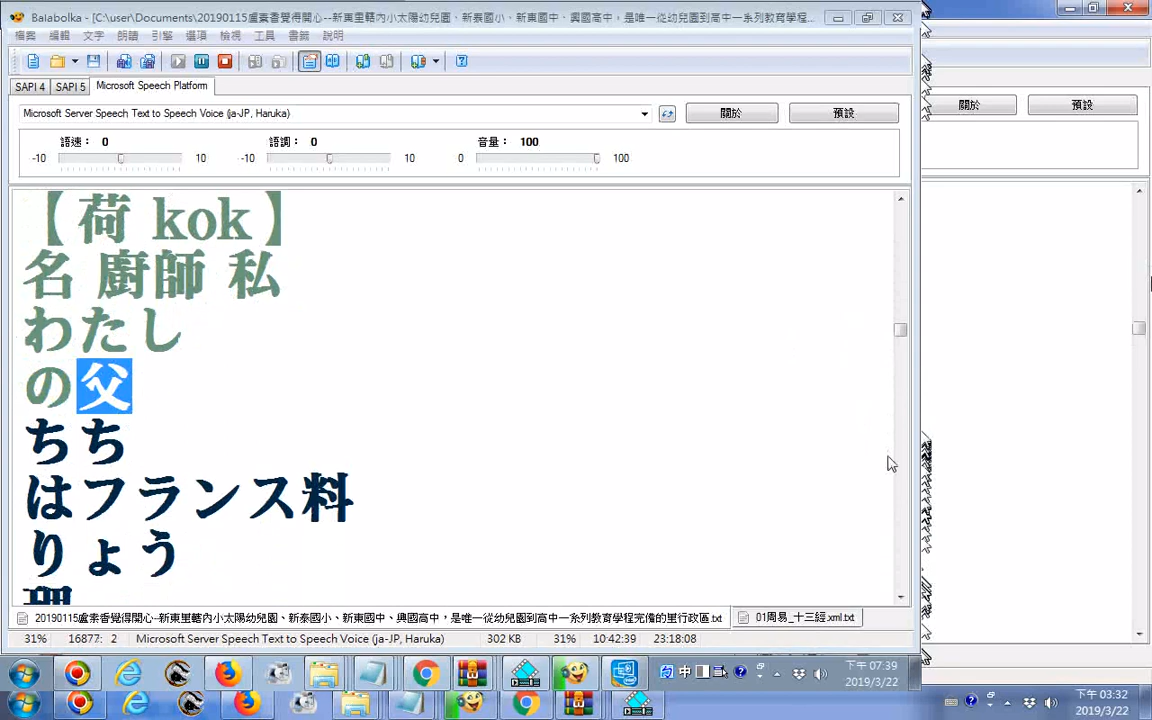 Balabolka - [C:\user\Documents\20190115盧素香覺得開心--新東里轄內小太陽幼兒園、新泰國小、新東國中、興國高中，是唯一從幼兒園到高中一系列教育學程...
檔案 編輯 文字 朗讀 引擎 選項 檢視 工具 書籤 說明
SAPI 4 SAPI 5 Microsoft Speech Platform
Microsoft Server Speech Text to Speech Voice (ja-JP, Haruka) 關於 預設
關於 預設
語速： 0 語調： 0 音量： 100
-10 10 -10 10 0 100
【荷 kok】
名 廚師 私
わたし
の父
ちち
はフランス料
りょう
20190115盧素香覺得開心--新東里轄內小太陽幼兒園、新泰國小、新東國中、興國高中，是唯一從幼兒園到高中一系列教育學程完備的里行政區.txt 01周易_十三經.xml.txt
31% 16877: 2 Microsoft Server Speech Text to Speech Voice (ja-JP, Haruka) 302 KB 31% 10:42:39 23:18:08
中 下午 07:39
2019/3/22
下午 03:32
2019/3/22